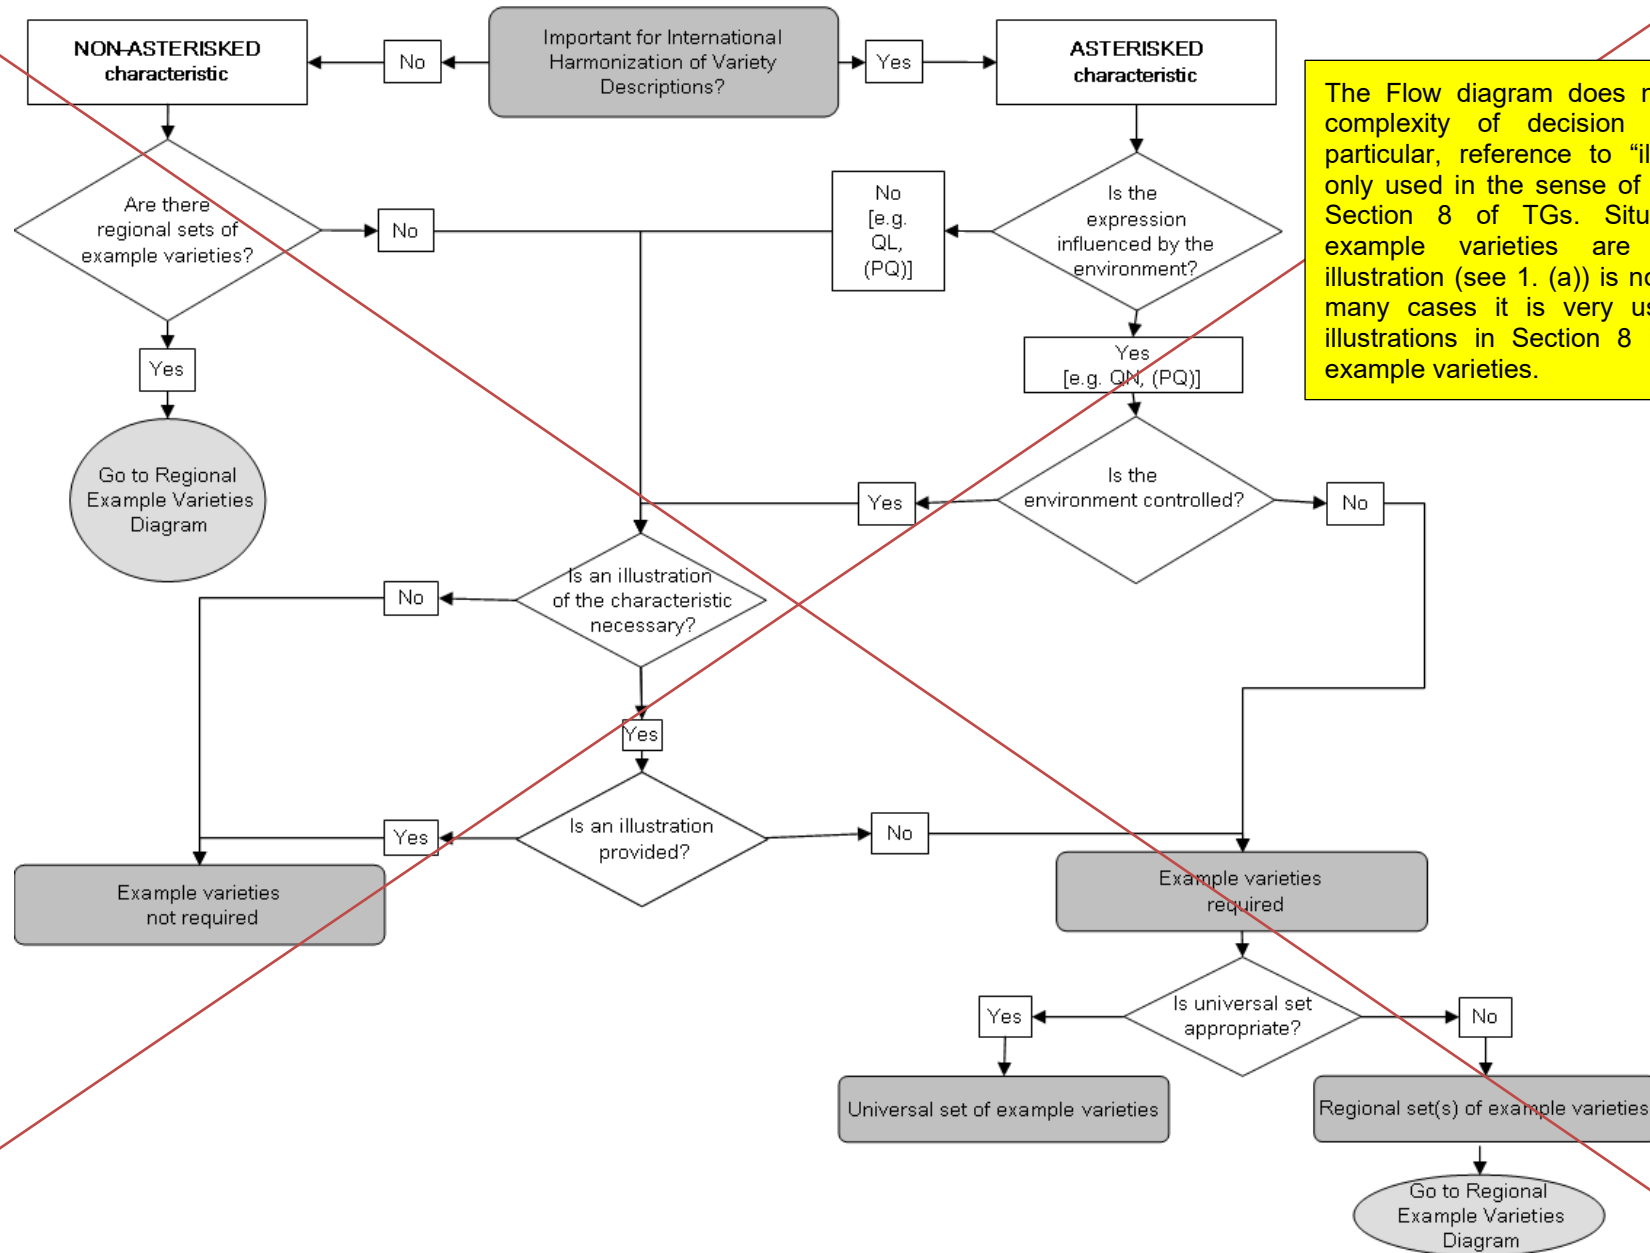 NON-ASTERISKED
characteristic
No
Important for International
Harmonization of Variety
Descriptions?
Yes
ASTERISKED
characteristic
The Flow diagram does
complexity of decision
particular, reference to
only used in the sense of
Section 8 of TGs.
example varieties are
illustration (see 1. (a)) is
many cases it is very
illustrations in Section 8
example varieties.
Are there
regional sets of
example varieties?
No
No
[e.g.
QL,
(PQ)]
Is the
expression
influenced by the
environment?
Yes
Yes
[e.g. QN, (PQ)]
Go to Regional
Example Varieties
Diagram
Yes
Is the
environment controlled?
No
No
Is an illustration
of the characteristic
necessary?
Yes
Yes
Is an illustration
provided?
No
Example varieties
not required
Example varieties
required
Yes
Is universal set
appropriate?
No
Universal set of example varieties
Regional set(s) of example varieties
Go to Regional
Example Varieties
Diagram